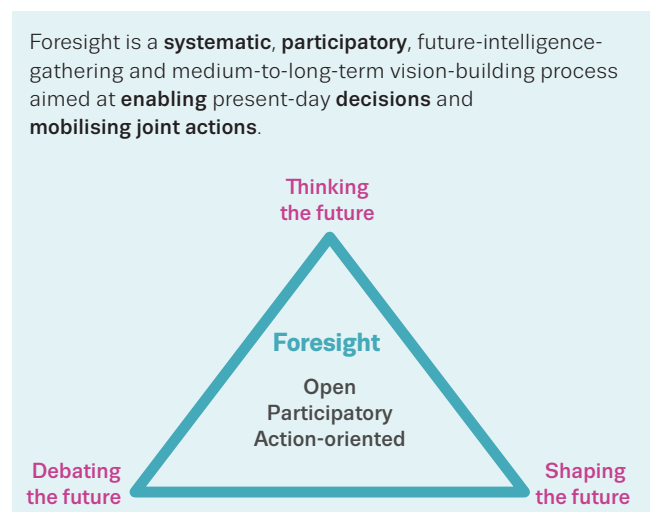 Foresight is a systematic, participatory, future-intelligence-
gathering and medium-to-long-term vision-building process
aimed at enabling present-day decisions and
mobilising joint actions.
Thinking
the future
Foresight
Open
Participatory
Action-oriented
Debating
the future
Shaping
the future